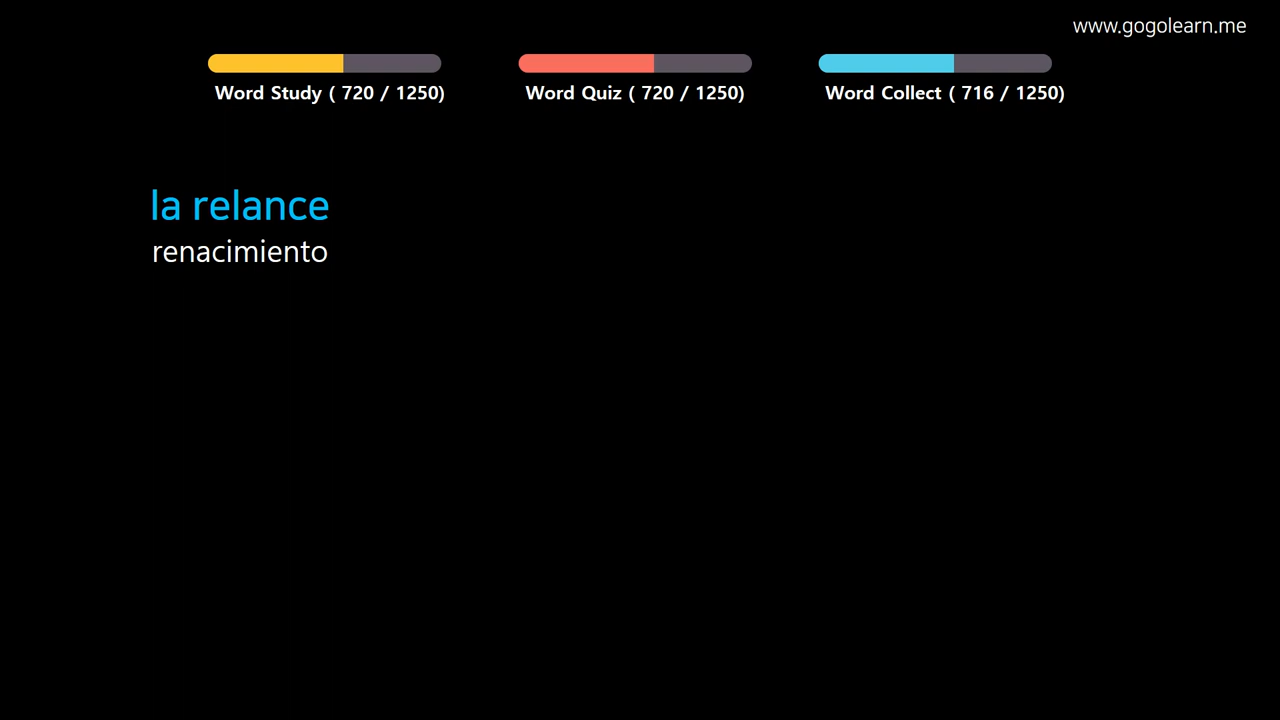 www.gogolearn.me
Word Study ( 720 / 1250)
Word Quiz ( 720 / 1250)
Word Collect ( 716 / 1250)
la relance
renacimiento